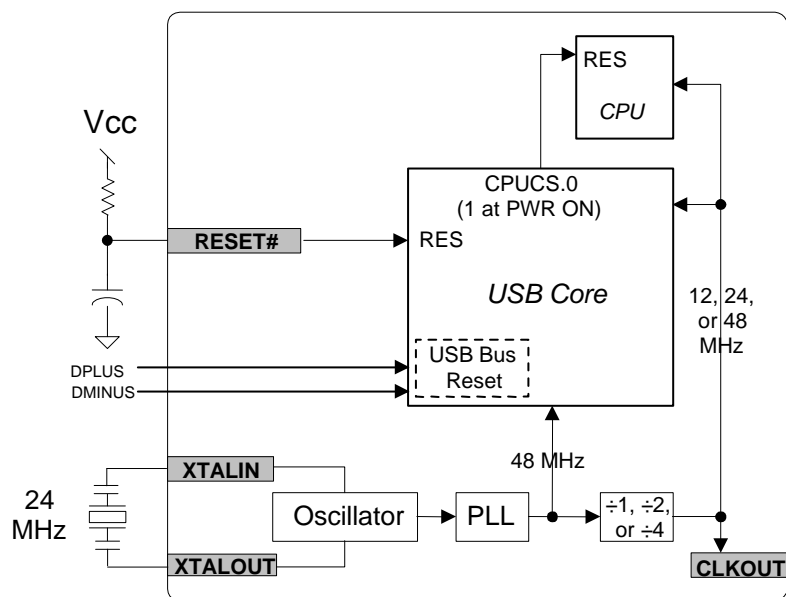 RES
CPU
Vcc
CPUCS.0
(1 at PWR ON)
RESET#
RES
USB Core
12, 24,
or 48
MHz
USB Bus
Reset
DPLUS
DMINUS
XTALIN
48 MHz
24
MHz
Oscillator
PLL
÷1, ÷2,
or ÷4
XTALOUT
CLKOUT